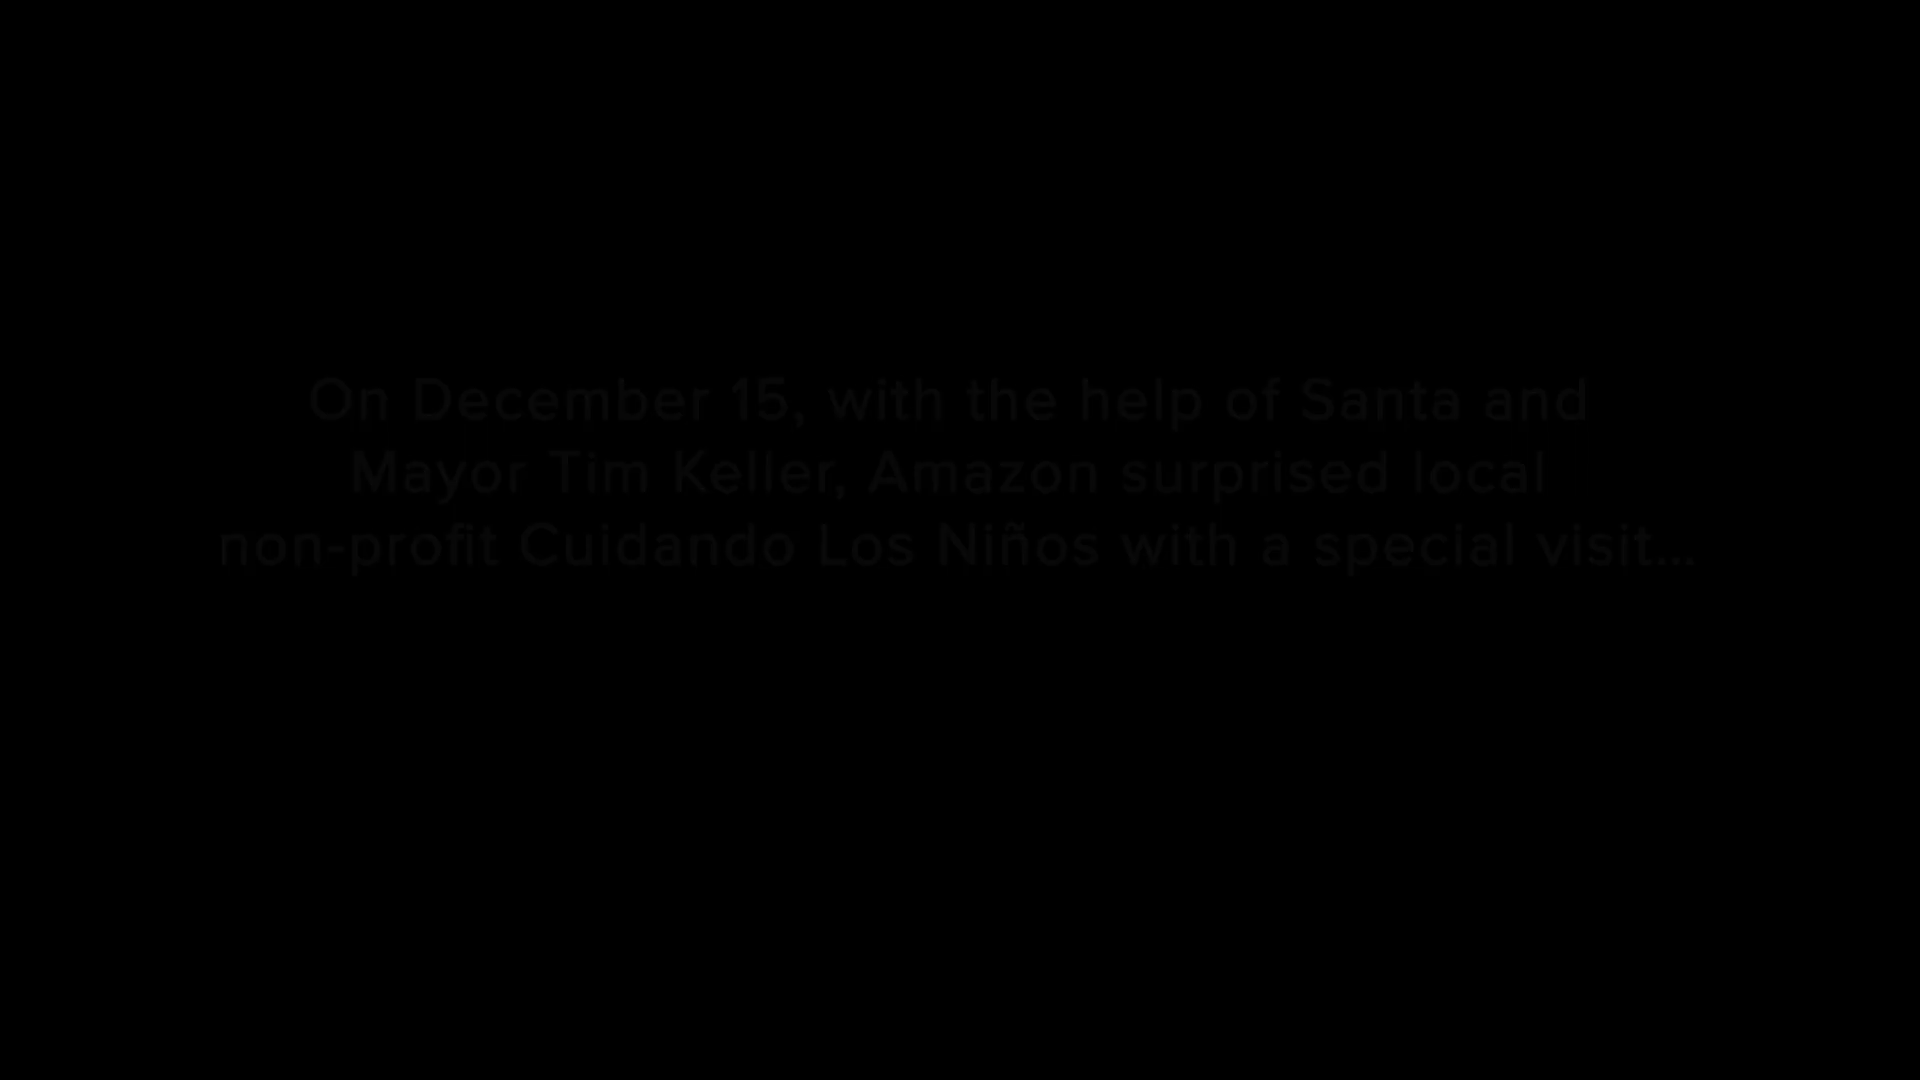 On December 15, with the help of Santa and
Mayor Tim Keller, Amazon surprised local
non-profit Cuidando Los Niños with a special visit...